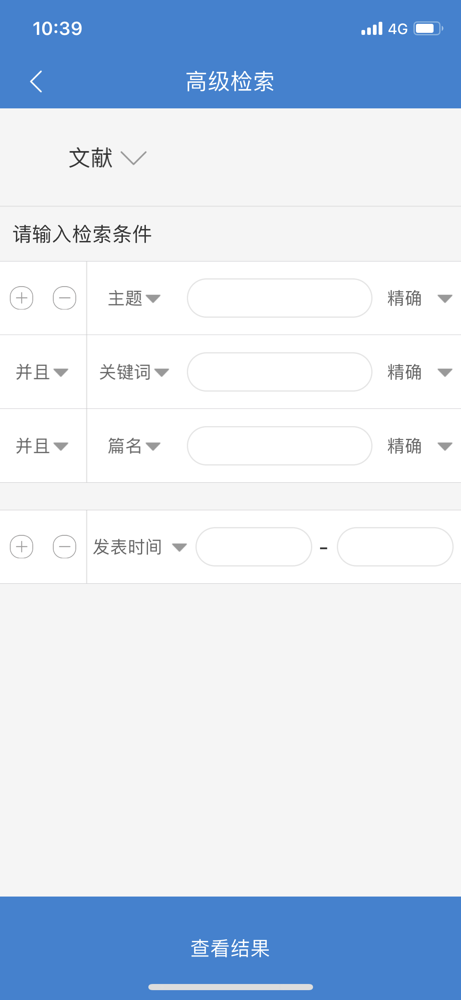 10:39 4G
高级检索
文献
请输入检索条件
主题 精确
并且 关键词 精确
并且 篇名 精确
发表时间 -
查看结果